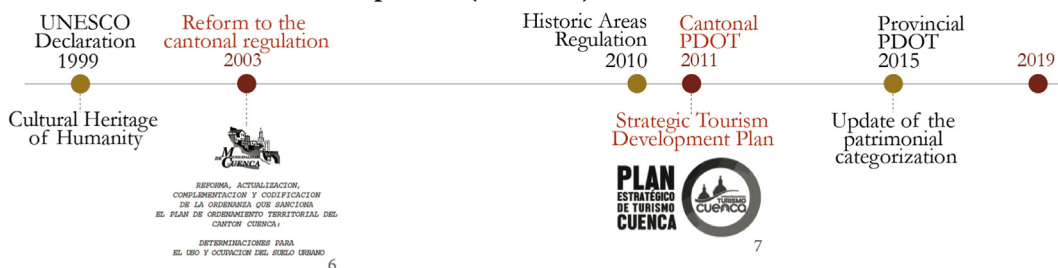 UNESCO
Declaration
1999
Cultural Heritage
of Humanity
Reform to the
cantonal regulation
2003
MUNICIPALIDAD
DE CUENCA
REFORMA, ACTUALIZACION,
COMPLEMENTACION Y CODIFICACION
DE LA ORDENANZA QUE SANCIONA
EL PLAN DE ORDENAMIENTO TERRITORIAL DEL
CANTON CUENCA:
DETERMINACIONES PARA
EL USO Y OCUPACION DEL SUELO URBANO
6
Historic Areas
Regulation
2010
Cantonal
PDOT
2011
Strategic Tourism
Development Plan
PLAN
ESTRATÉGICO
DE TURISMO
CUENCA
TURISMO
CUENCA
7
Provincial
PDOT
2015
Update of the
patrimonial
categorization
2019